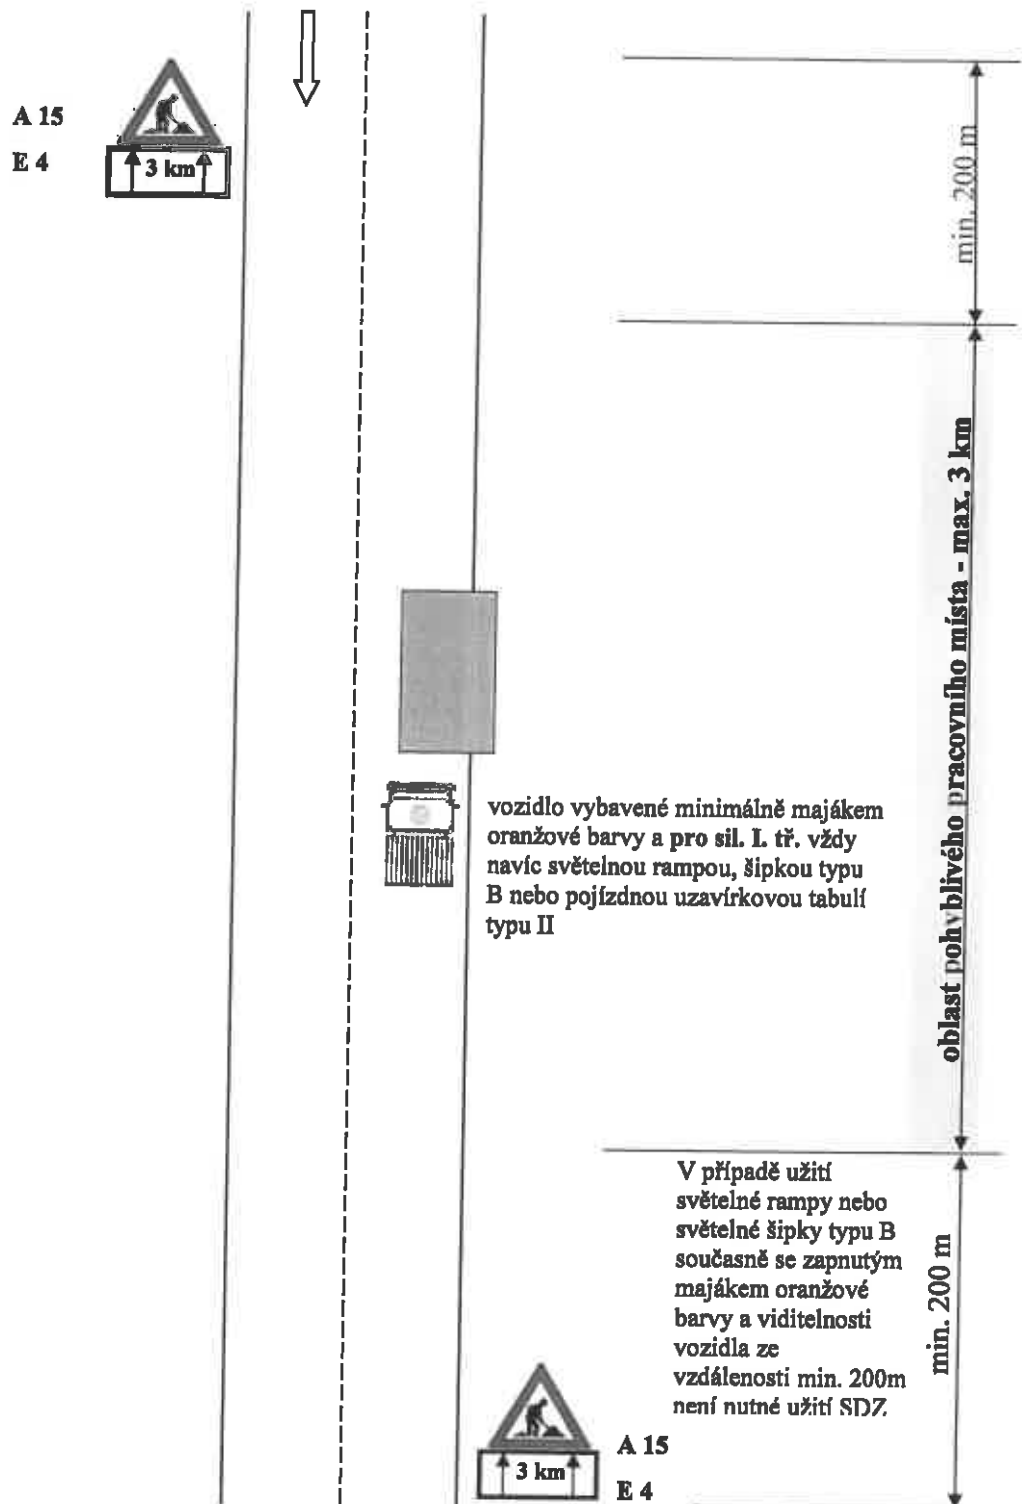 A 15
E 4
3 km
min. 200 m
oblast pohyblivého pracovního místa - max. 3 km
vozidlo vybavené minimálně majákem
oranžové barvy a pro sil. I. tř. vždy
navíc světelnou rampou, šipkou typu
B nebo pojízdnou uzavírkovou tabulí
typu II
V případě užití
světelné rampy nebo
světelné šipky typu B
současně se zapnutým
majákem oranžové
barvy a viditelnosti
vozidla ze
vzdálenosti min. 200m
není nutné užití SDZ
min. 200 m
A 15
3 km
E 4